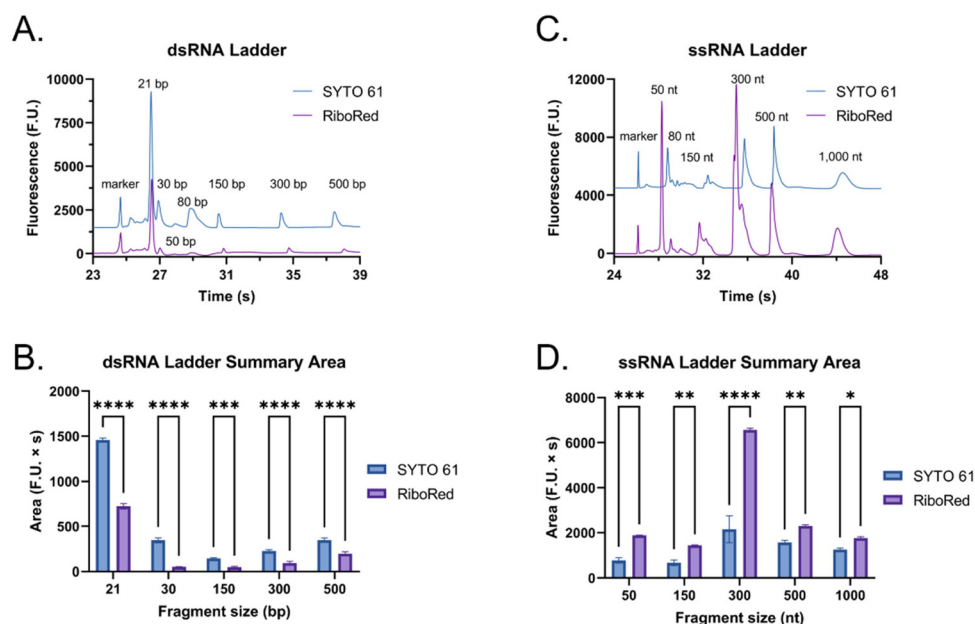 A.
dsRNA Ladder
10000
7500
5000
2500
0
Fluorescence (F.U.)
21 bp
SYTO 61
RiboRed
marker
30 bp
150 bp
300 bp
500 bp
80 bp
50 bp
23
27
31
35
39
Time (s)
C.
ssRNA Ladder
12000
8000
4000
0
Fluorescence (F.U.)
300 nt
50 nt
SYTO 61
RiboRed
500 nt
marker
80 nt
150 nt
1,000 nt
24
32
40
48
Time (s)
B.
dsRNA Ladder Summary Area
2000
1500
1000
500
0
Area (F.U. × s)
**** **** *** **** ****
SYTO 61
RiboRed
21
30
150
300
500
Fragment size (bp)
D.
ssRNA Ladder Summary Area
8000
6000
4000
2000
0
Area (F.U. × s)
*** ** **** ** *
SYTO 61
RiboRed
50
150
300
500
1000
Fragment size (nt)